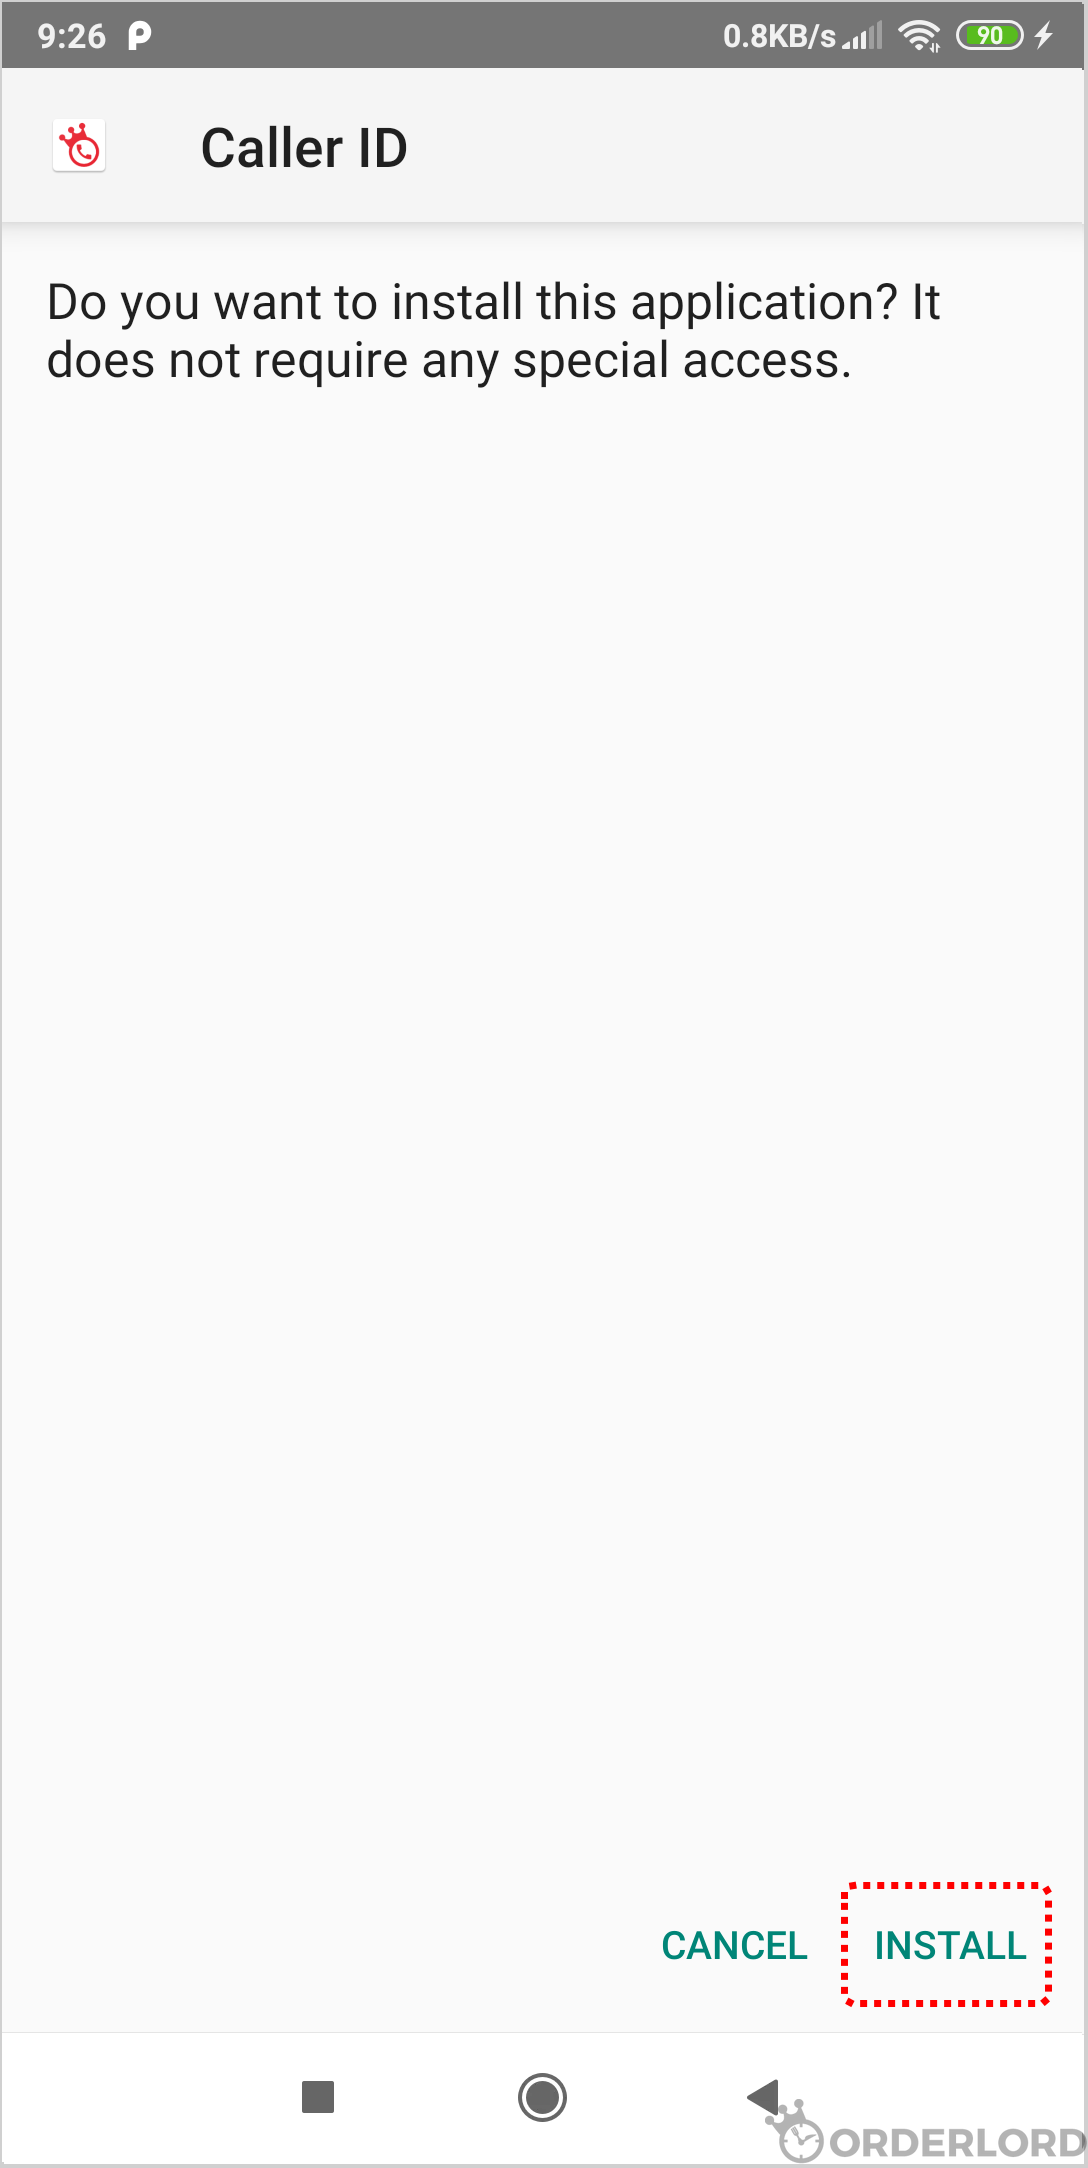 9:26 0.8KB/s 90
Caller ID
Do you want to install this application? It
does not require any special access.
CANCEL INSTALL
ORDERLORD